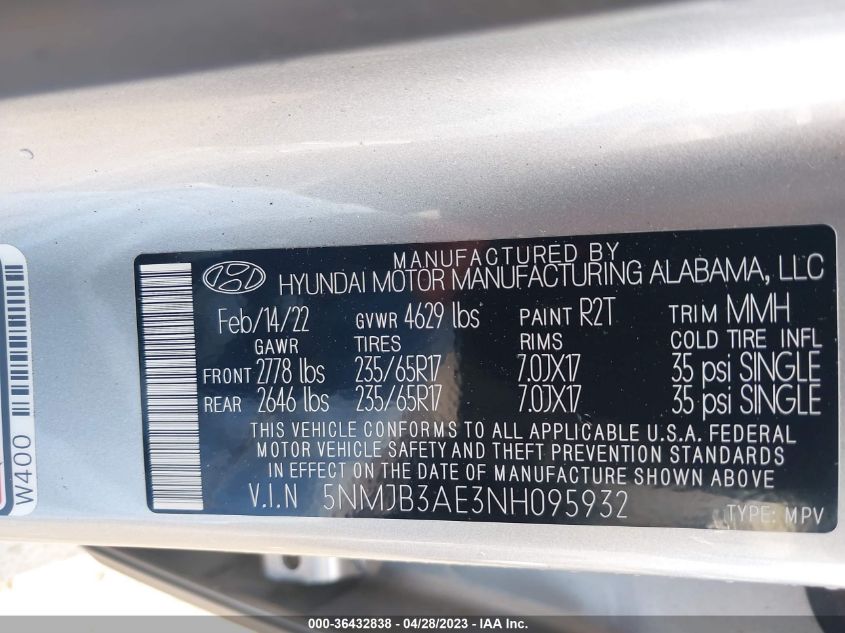 MANUFACTURED BY
HYUNDAI MOTOR MANUFACTURING ALABAMA, LLC
Feb/14/22 GVWR 4629 lbs PAINT R2T TRIM MMH
GAWR TIRES RIMS COLD TIRE INFL
FRONT 2778 lbs 235/65R17 7.0JX17 35 psi SINGLE
REAR 2646 lbs 235/65R17 7.0JX17 35 psi SINGLE
THIS VEHICLE CONFORMS TO ALL APPLICABLE U.S.A. FEDERAL
MOTOR VEHICLE SAFETY AND THEFT PREVENTION STANDARDS
IN EFFECT ON THE DATE OF MANUFACTURE SHOWN ABOVE.
V.I.N 5NMJB3AE3NH095932
TYPE: MPV
W400
000-36432838 - 04/28/2023 - IAA Inc.